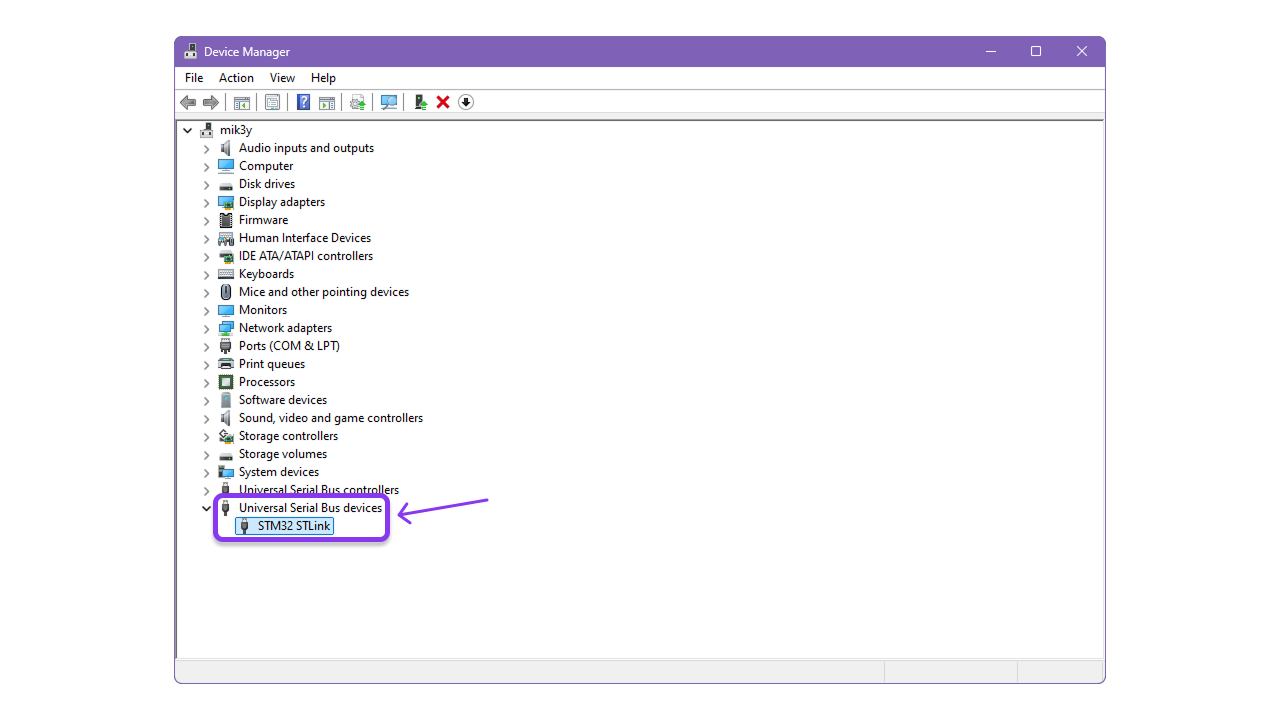 Device Manager
File Action View Help
mik3y
Audio inputs and outputs
Computer
Disk drives
Display adapters
Firmware
Human Interface Devices
IDE ATA/ATAPI controllers
Keyboards
Mice and other pointing devices
Monitors
Network adapters
Ports (COM & LPT)
Print queues
Processors
Software devices
Sound, video and game controllers
Storage controllers
Storage volumes
System devices
Universal Serial Bus controllers
Universal Serial Bus devices
STM32 STLink